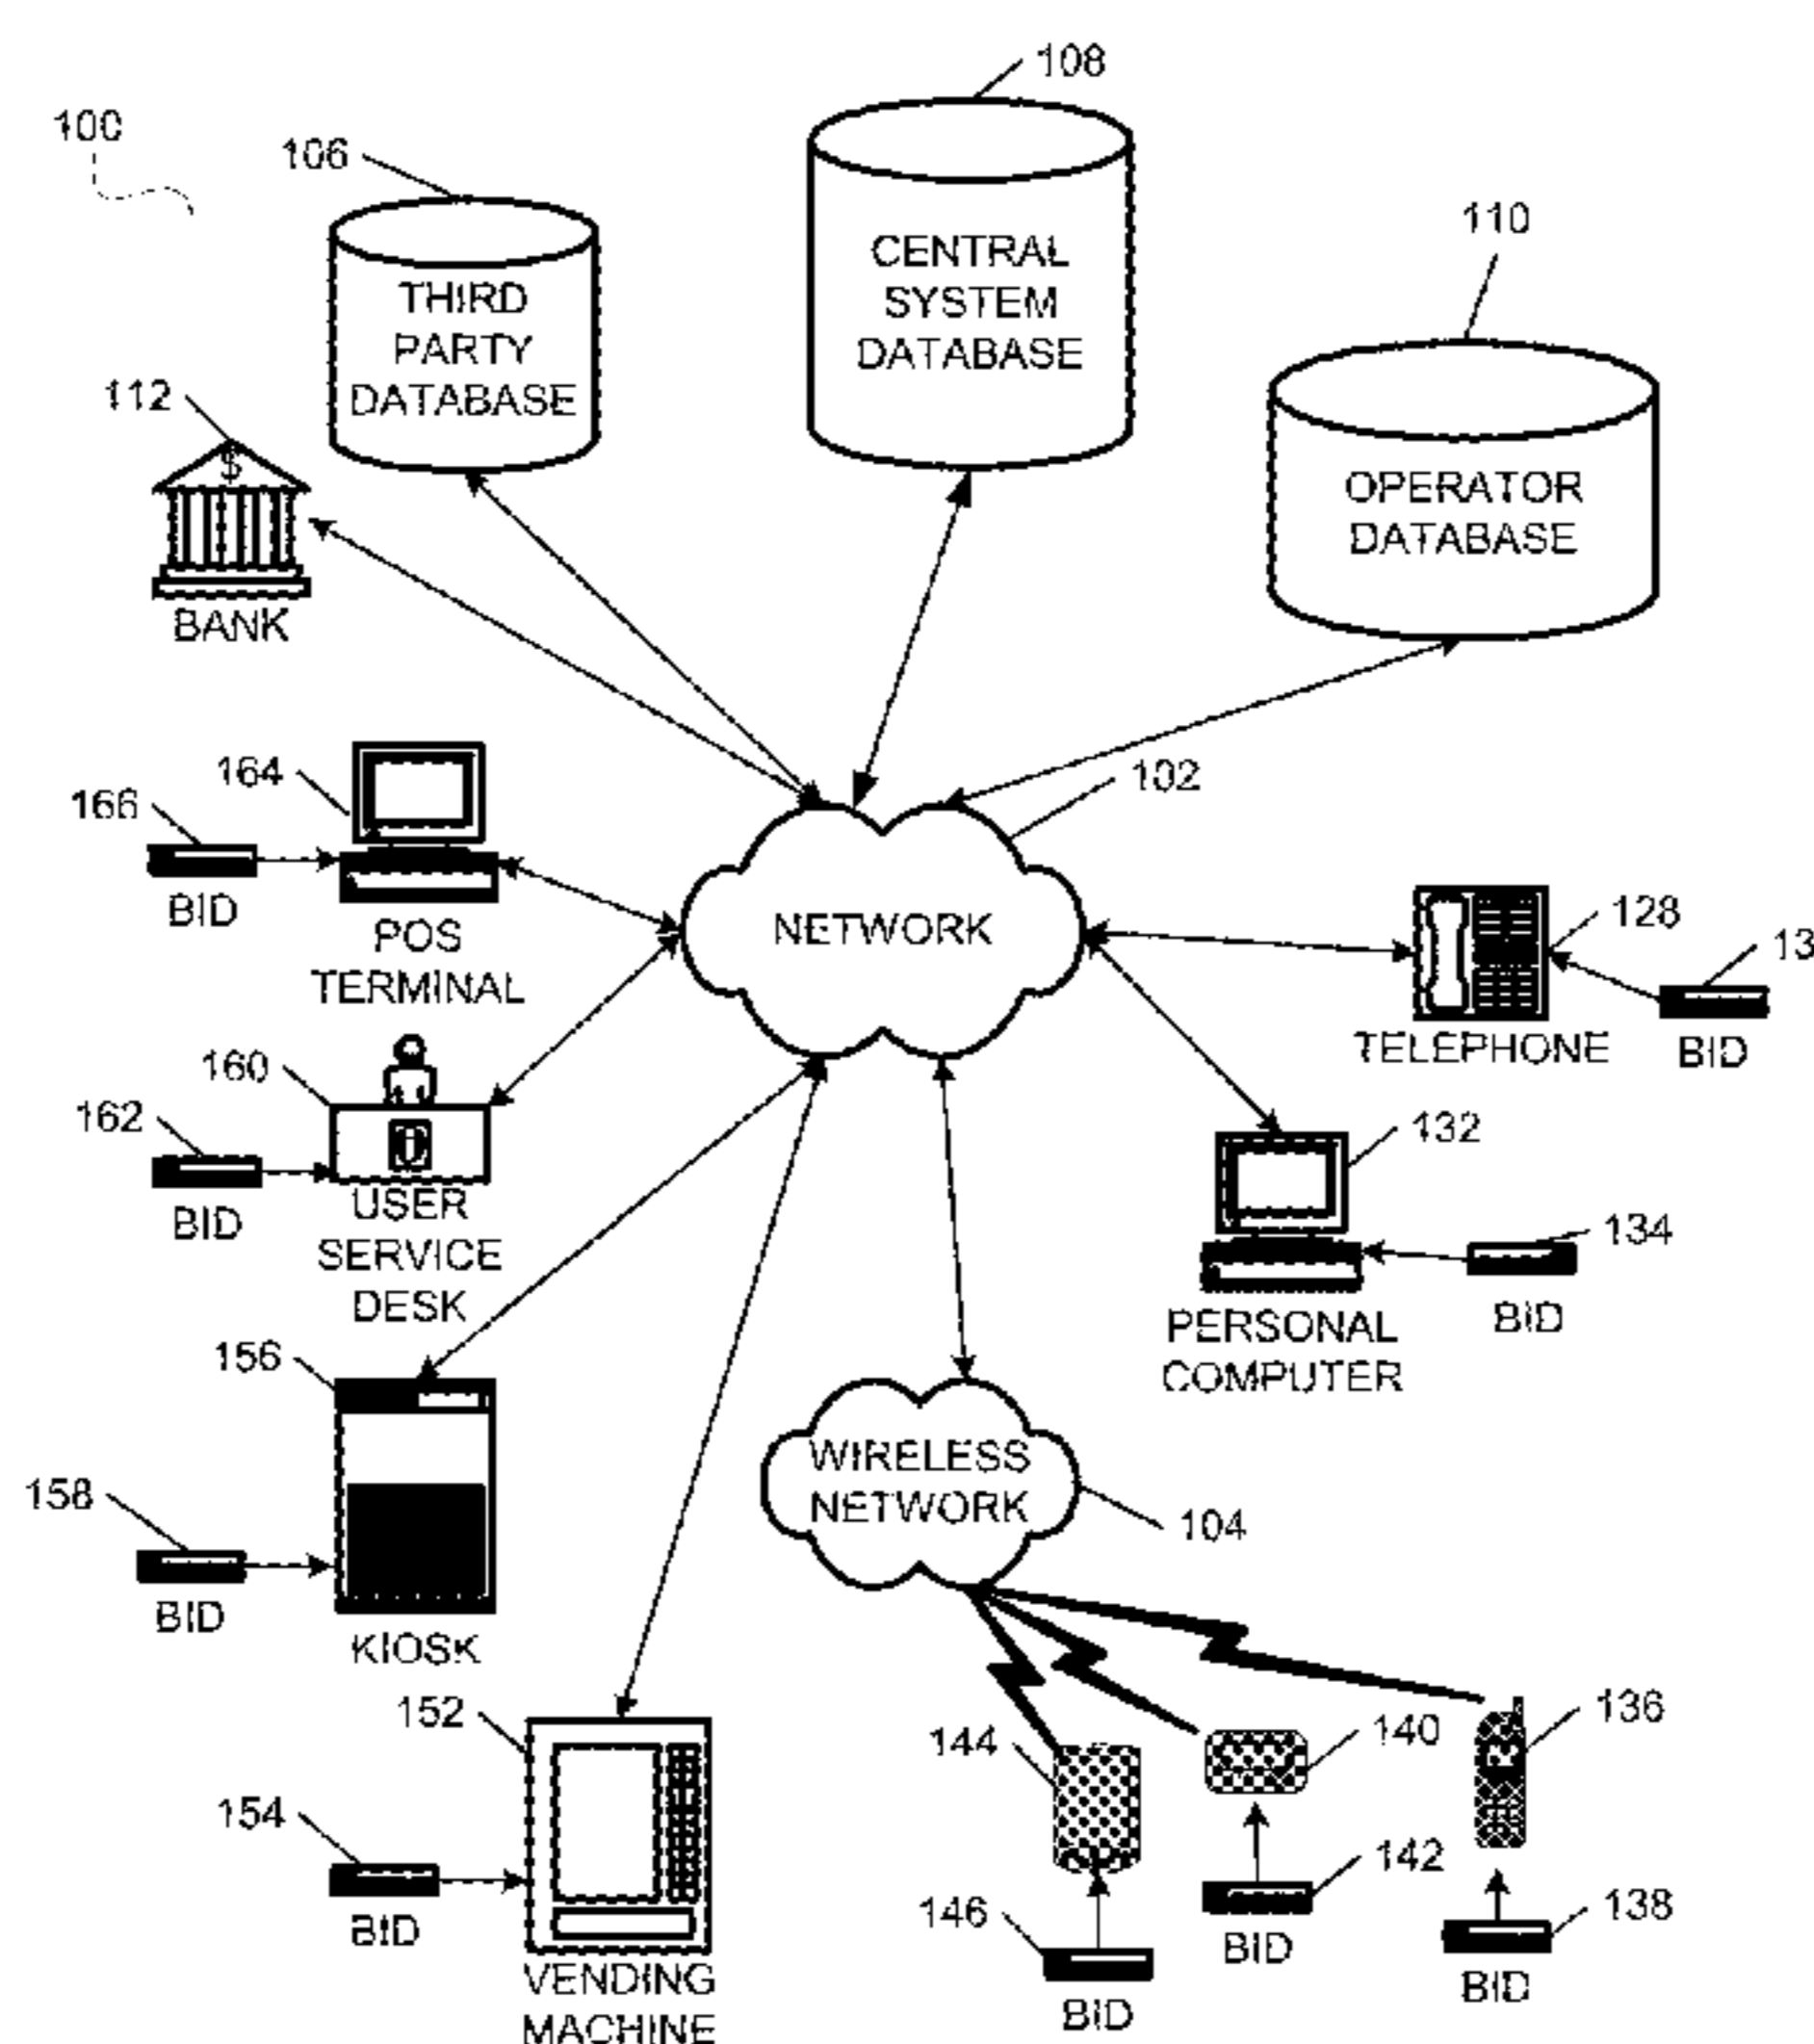 108
100
106
110
CENTRAL
SYSTEM
DATABASE
THIRD
PARTY
DATABASE
112
$
OPERATOR
DATABASE
BANK
164
102
166
BID
POS
TERMINAL
NETWORK
128
13
TELEPHONE
BID
160
162
BID
USER
SERVICE
DESK
132
134
BID
PERSONAL
COMPUTER
156
WIRELESS
NETWORK
104
158
BID
KIOSK
152
144
140
136
154
BID
142
146
BID
138
BID
BID
VENDING
MACHINE